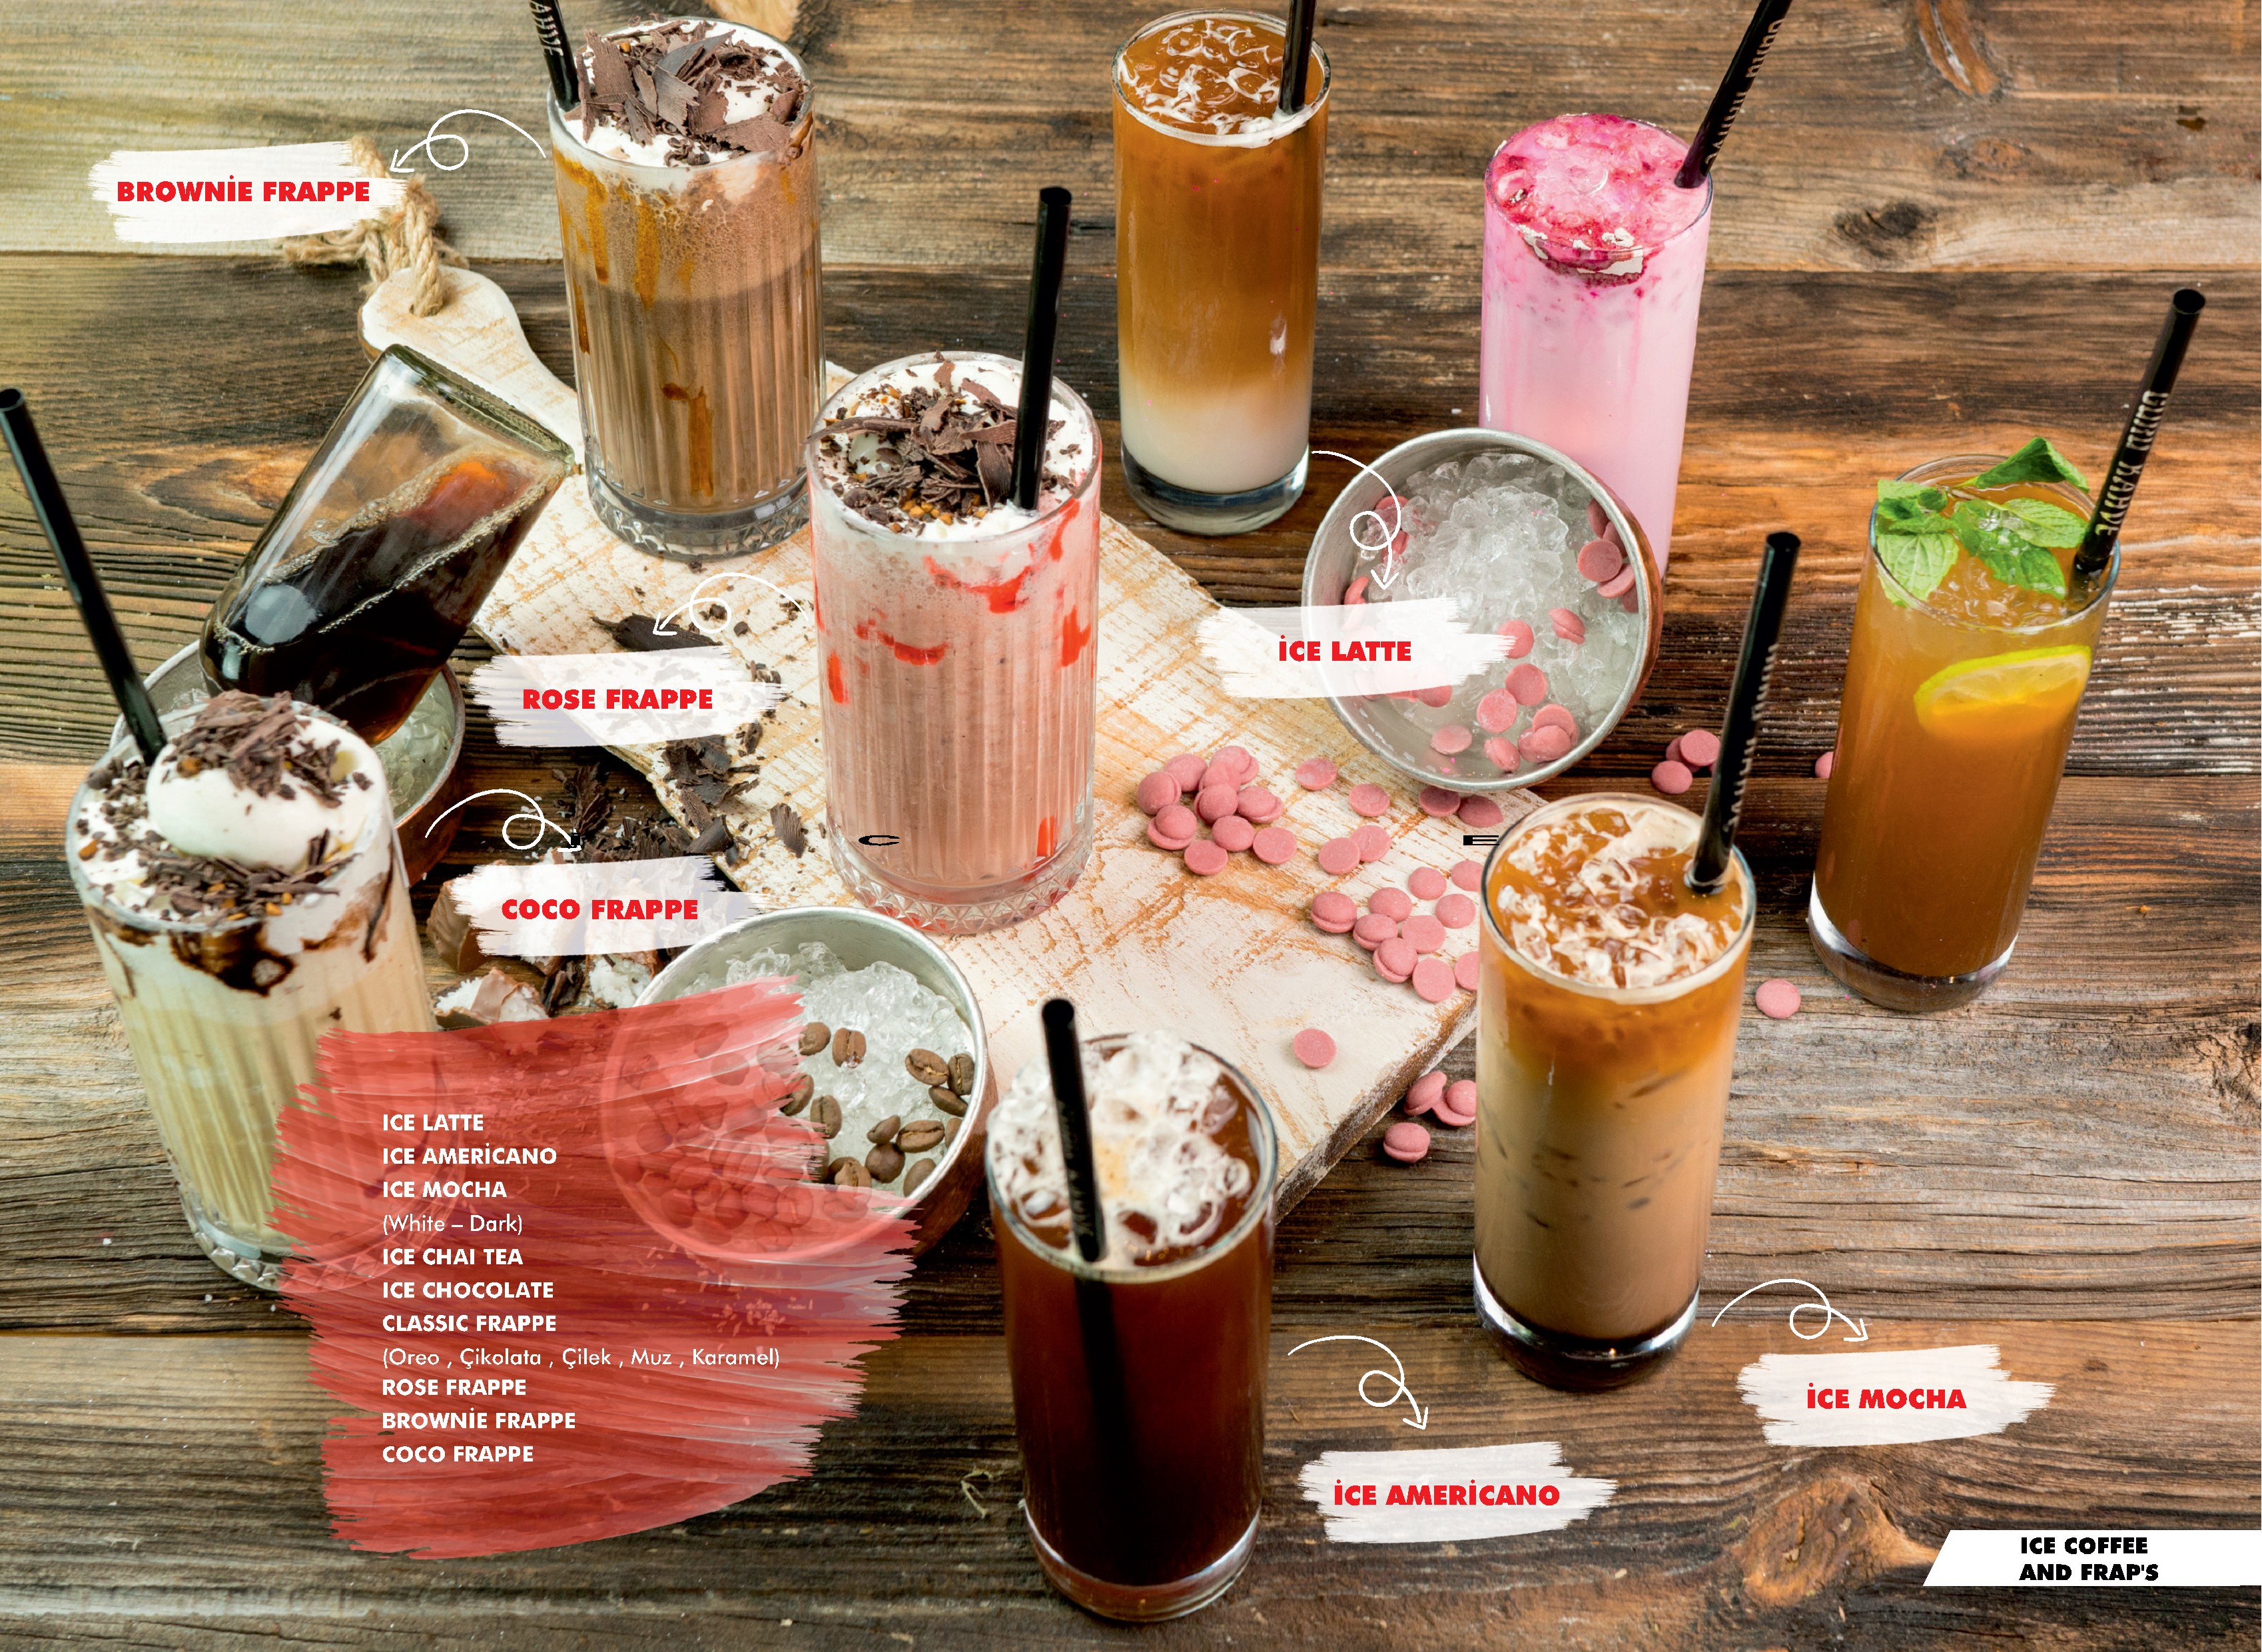 BROWNİE FRAPPE
ROSE FRAPPE
İCE LATTE
COCO FRAPPE
C
E
ICE LATTE
ICE AMERİCANO
ICE MOCHA
(White – Dark)
ICE CHAI TEA
ICE CHOCOLATE
CLASSIC FRAPPE
(Oreo , Çikolata , Çilek , Muz , Karamel)
ROSE FRAPPE
BROWNİE FRAPPE
COCO FRAPPE
İCE MOCHA
İCE AMERİCANO
ICE COFFEE
AND FRAP'S